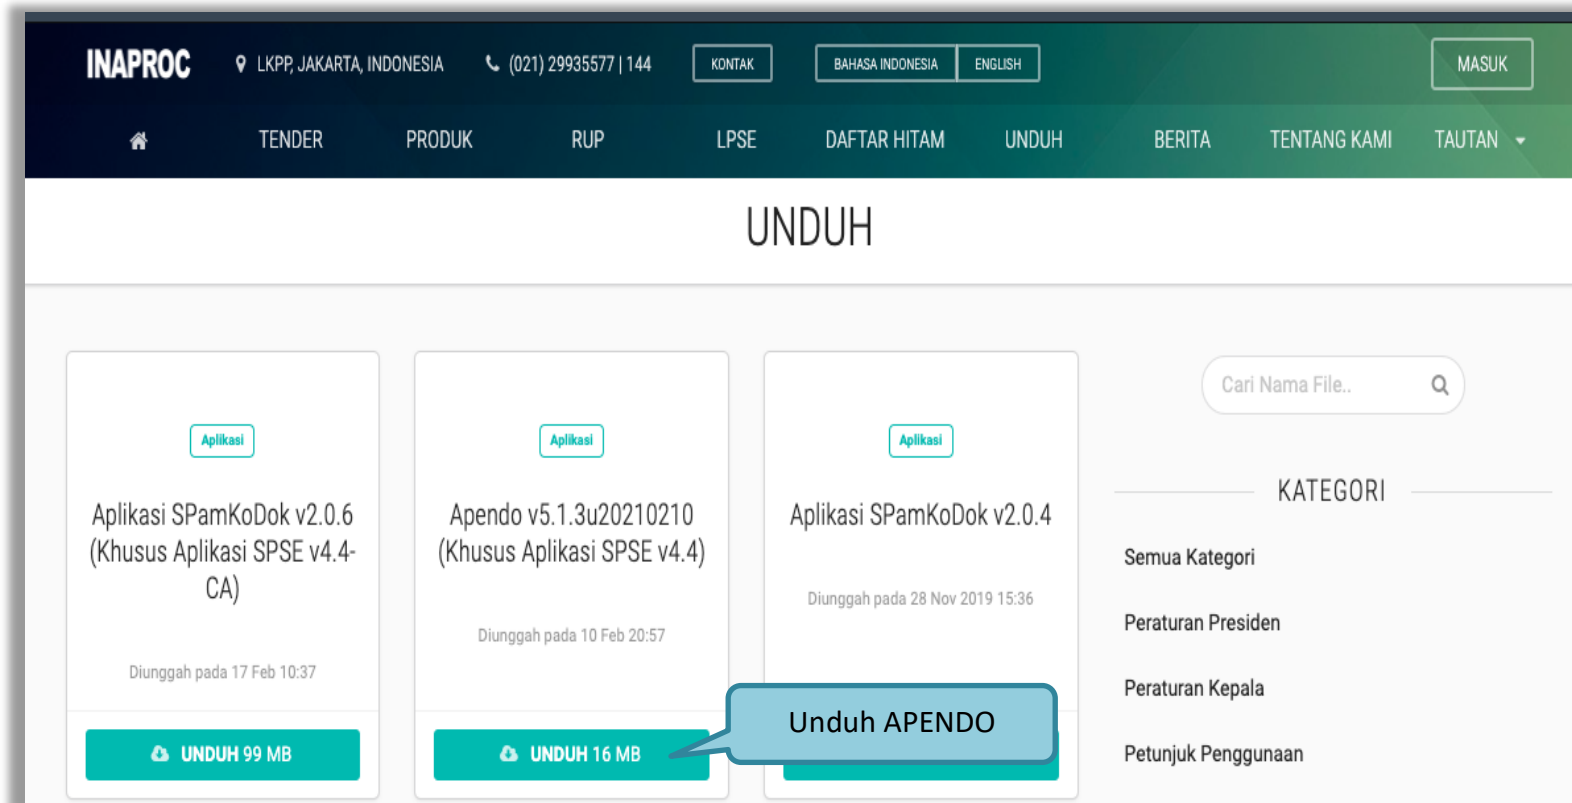 INAPROC
LKPP, JAKARTA, INDONESIA
(021) 29935577 | 144
KONTAK
BAHASA INDONESIA
ENGLISH
MASUK
TENDER
PRODUK
RUP
LPSE
DAFTAR HITAM
UNDUH
BERITA
TENTANG KAMI
TAUTAN
UNDUH
Aplikasi
Aplikasi SPamKoDok v2.0.6
(Khusus Aplikasi SPSE v4.4-
CA)
Diunggah pada 17 Feb 10:37
UNDUH 99 MB
Aplikasi
Apendo v5.1.3u20210210
(Khusus Aplikasi SPSE v4.4)
Diunggah pada 10 Feb 20:57
UNDUH 16 MB
Unduh APENDO
Aplikasi
Aplikasi SPamKoDok v2.0.4
Diunggah pada 28 Nov 2019 15:36
Cari Nama File..
KATEGORI
Semua Kategori
Peraturan Presiden
Peraturan Kepala
Petunjuk Penggunaan